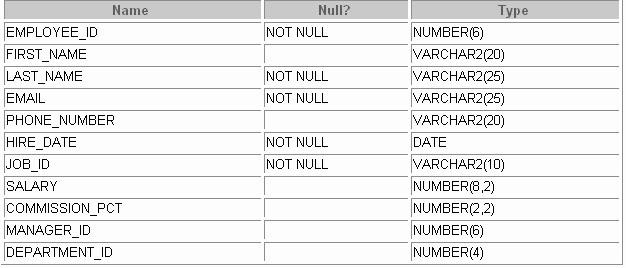 Name Null? Type
EMPLOYEE_ID NOT NULL NUMBER(6)
FIRST_NAME VARCHAR2(20)
LAST_NAME NOT NULL VARCHAR2(25)
EMAIL NOT NULL VARCHAR2(25)
PHONE_NUMBER VARCHAR2(20)
HIRE_DATE NOT NULL DATE
JOB_ID NOT NULL VARCHAR2(10)
SALARY NUMBER(8,2)
COMMISSION_PCT NUMBER(2,2)
MANAGER_ID NUMBER(6)
DEPARTMENT_ID NUMBER(4)